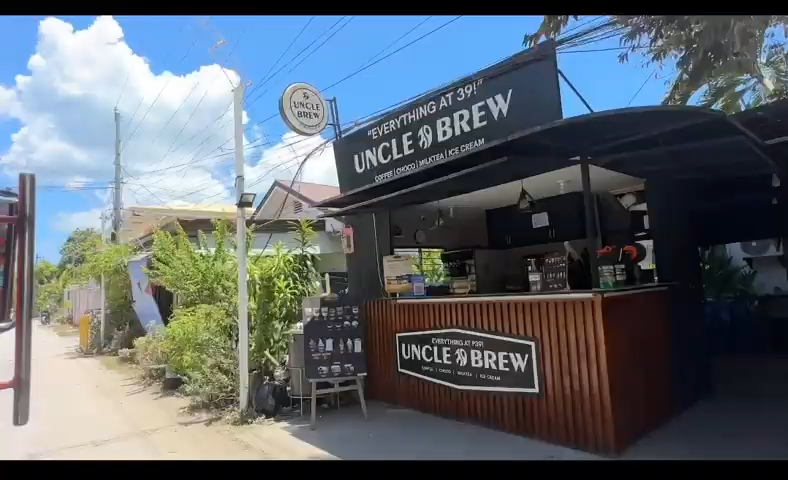 UNCLE
BREW
"EVERYTHING AT 39!"
UNCLE BREW
COFFEE | CHOCO | MILKTEA | ICE CREAM
EVERYTHING AT P39!
UNCLE BREW
COFFEE | CHOCO | MILKTEA | ICE CREAM